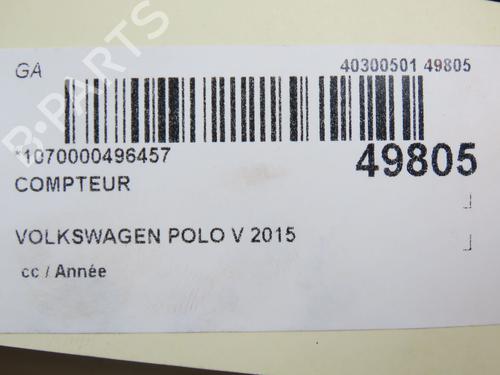 GA 40300501 49805
*1070000496457 49805
COMPTEUR
VOLKSWAGEN POLO V 2015
cc / Année
B-PARTS